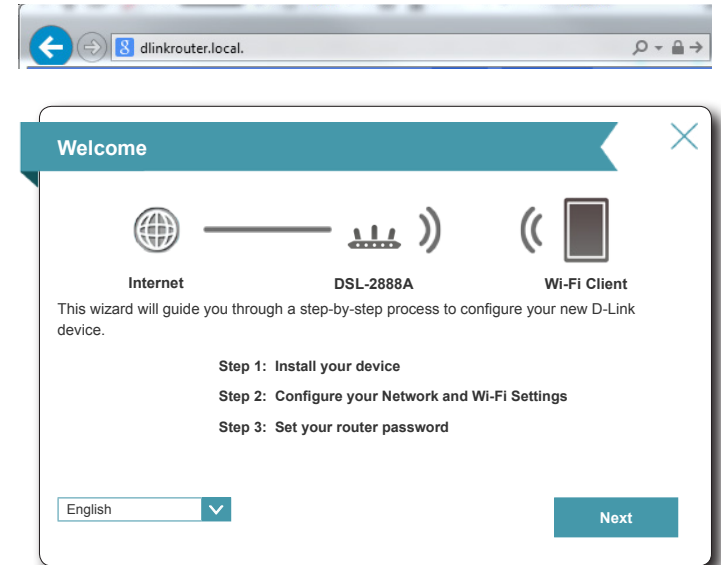 dlinkrouter.local.
Welcome
Internet
DSL-2888A
Wi-Fi Client
This wizard will guide you through a step-by-step process to configure your new D-Link
device.
Step 1: Install your device
Step 2: Configure your Network and Wi-Fi Settings
Step 3: Set your router password
English
Next